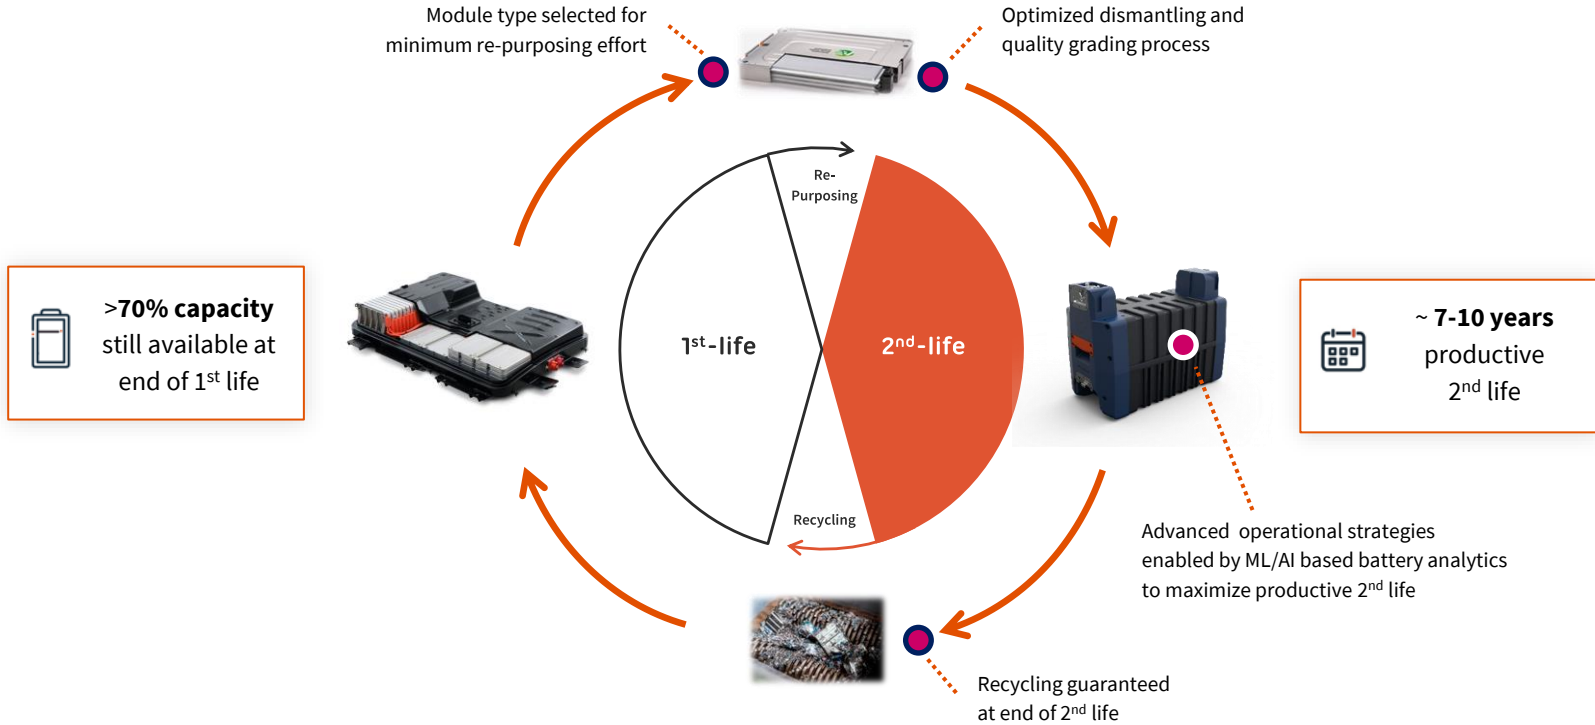 Module type selected for
minimum re-purposing effort
Optimized dismantling and
quality grading process
Re-
Purposing
>70% capacity
still available at
end of 1st life
1st-life
2nd-life
~ 7-10 years
productive
2nd life
Recycling
Advanced operational strategies
enabled by ML/AI based battery analytics
to maximize productive 2nd life
Recycling guaranteed
at end of 2nd life